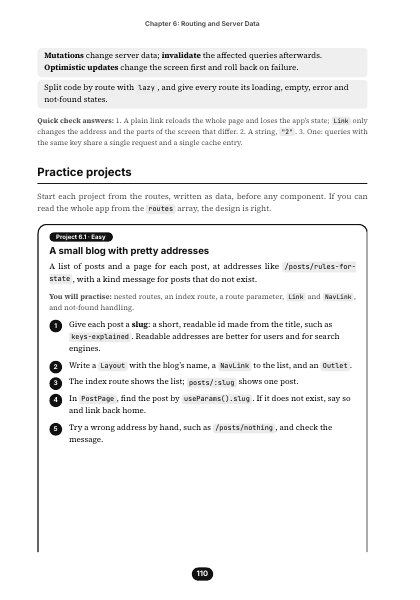 Chapter 6: Routing and Server Data
Mutations change server data; invalidate the affected queries afterwards.
Optimistic updates change the screen first and roll back on failure.
Split code by route with lazy, and give every route its loading, empty, error and
not-found states.
Quick check answers: 1. A plain link reloads the whole page and loses the app's state; Link only
changes the address and the parts of the screen that differ. 2. A string, "2". 3. One: queries with
the same key share a single request and a single cache entry.
Practice projects
Start each project from the routes, written as data, before any component. If you can
read the whole app from the routes array, the design is right.
Project 6.1 · Easy
A small blog with pretty addresses
A list of posts and a page for each post, at addresses like /posts/rules-for-
state, with a kind message for posts that do not exist.
You will practise: nested routes, an index route, a route parameter, Link and NavLink,
and not-found handling.
1 Give each post a slug: a short, readable id made from the title, such as
keys-explained. Readable addresses are better for users and for search
engines.
2 Write a Layout with the blog's name, a NavLink to the list, and an Outlet.
3 The index route shows the list; posts/:slug shows one post.
4 In PostPage, find the post by useParams().slug. If it does not exist, say so
and link back home.
5 Try a wrong address by hand, such as /posts/nothing, and check the
message.
110